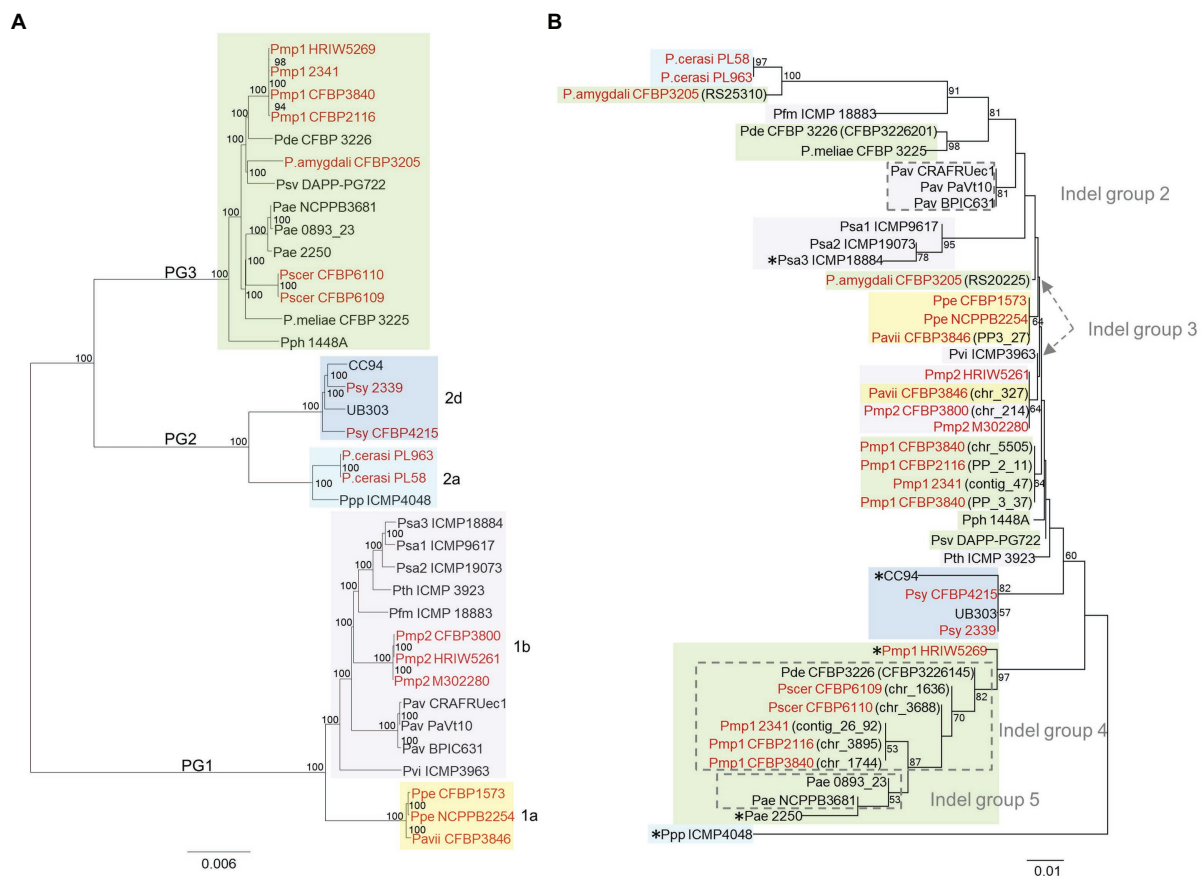 A
Pmp1 HRIW5269
98
Pmp1 2341
100
100
Pmp1 CFBP3840
94
Pmp1 CFBP2116
100
Pde CFBP 3226
P.amygdali CFBP3205
100
Psv DAPP-PG722
Pae NCPPB3681
100
100
Pae 0893_23
100
Pae 2250
Pscer CFBP6110
100
100
Pscer CFBP6109
PG3
100
P.meliae CFBP 3225
Pph 1448A
100
CC94
100
Psy 2339
2d
100
UB303
100
Psy CFBP4215
PG2
100
P.cerasi PL963
100
P.cerasi PL58
2a
100
Ppp ICMP4048
Psa3 ICMP18884
100
Psa1 ICMP9617
100
Psa2 ICMP19073
100
Pth ICMP 3923
100
Pfm ICMP 18883
Pmp2 CFBP3800
1b
100
100
Pmp2 HRIW5261
100
100
Pmp2 M302280
Pav CRAFRUec1
100
100
Pav PaVt10
100
Pav BPIC631
PG1
100
Pvi ICMP3963
Ppe CFBP1573
100
100
Ppe NCPPB2254
1a
100
Pavii CFBP3846
0.006
B
P.cerasi PL58
97
P.cerasi PL963
100
P.amygdali CFBP3205 (RS25310)
91
Pfm ICMP 18883
81
Pde CFBP 3226 (CFBP3226201)
98
P.meliae CFBP 3225
Pav CRAFRUec1
Pav PaVt10
81
Pav BPIC631
Indel group 2
Psa1 ICMP9617
Psa2 ICMP19073
95
78
*Psa3 ICMP18884
P.amygdali CFBP3205 (RS20225)
Ppe CFBP1573
Ppe NCPPB2254
64
Pavii CFBP3846 (PP3_27)
Indel group 3
Pvi ICMP3963
Pmp2 HRIW5261
Pavii CFBP3846 (chr_327)
Pmp2 CFBP3800 (chr_214)
64
Pmp2 M302280
Pmp1 CFBP3840 (chr_5505)
Pmp1 CFBP2116 (PP_2_11)
Pmp1 2341 (contig_47)
64
Pmp1 CFBP3840 (PP_3_37)
Pph 1448A
Psv DAPP-PG722
Pth ICMP 3923
60
*CC94
82
Psy CFBP4215
UB303
57
Psy 2339
*Pmp1 HRIW5269
97
Pde CFBP3226 (CFBP3226145)
Pscer CFBP6109 (chr_1636)
82
Pscer CFBP6110 (chr_3688)
70
Pmp1 2341 (contig_26_92)
Indel group 4
Pmp1 CFBP2116 (chr_3895)
53
Pmp1 CFBP3840 (chr_1744)
87
Pae 0893_23
Pae NCPPB3681
53
Indel group 5
*Pae 2250
*Ppp ICMP4048
0.01